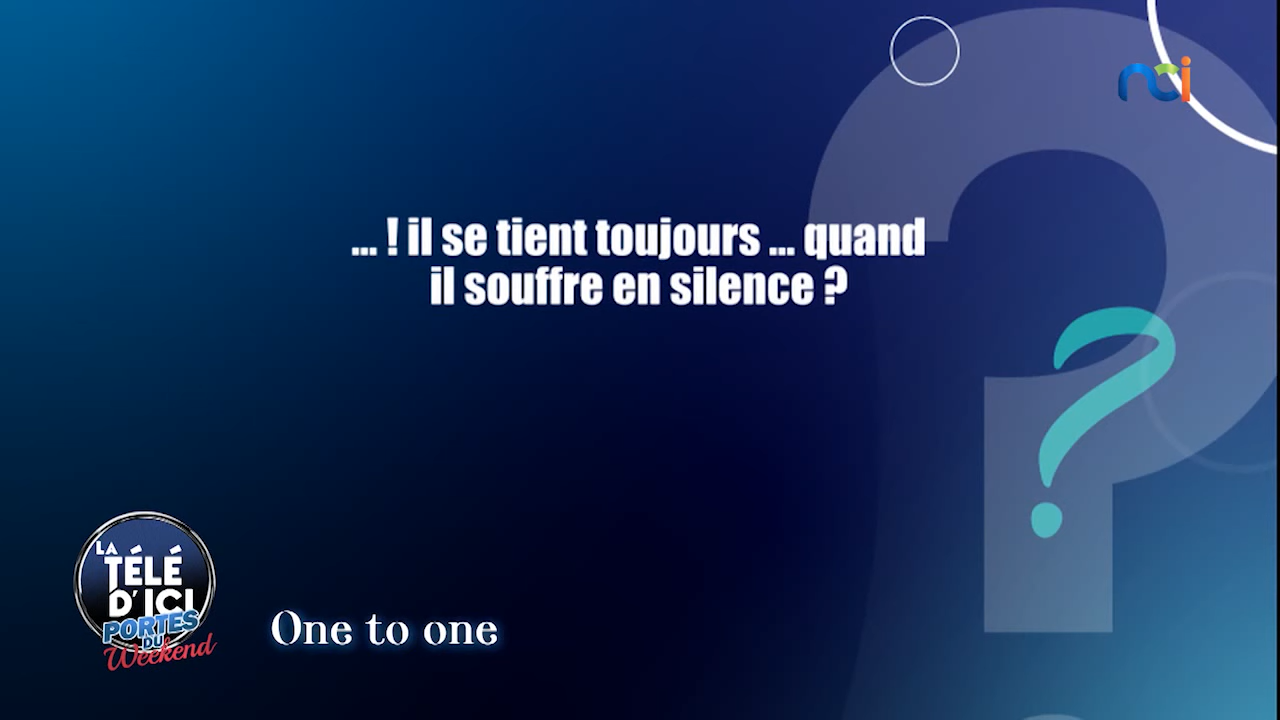 nci
... ! il se tient toujours ... quand
il souffre en silence ?
LA
TÉLÉ
D'ICI
PORTES
DU
Weekend
One to one